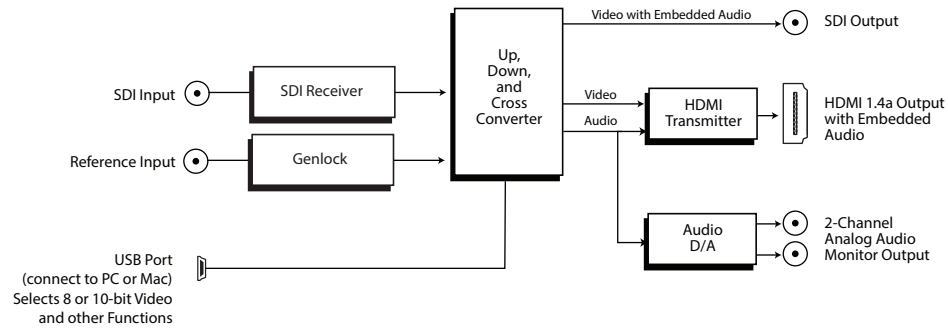 Video with Embedded Audio
SDI Output
Up,
Down,
and
Cross
Converter
SDI Input
SDI Receiver
Video
Audio
HDMI
Transmitter
HDMI 1.4a Output
with Embedded
Audio
Reference Input
Genlock
Audio
D/A
2-Channel
Analog Audio
Monitor Output
USB Port
(connect to PC or Mac)
Selects 8 or 10-bit Video
and other Functions